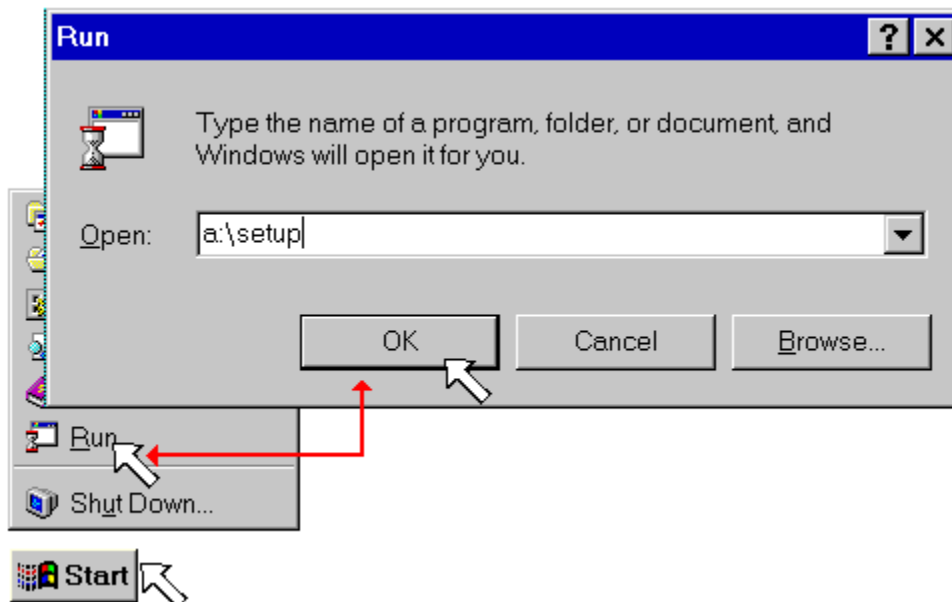 Run
Type the name of a program, folder, or document, and
Windows will open it for you.
Open: a:\setup
OK Cancel Browse...
Run
Shut Down...
Start